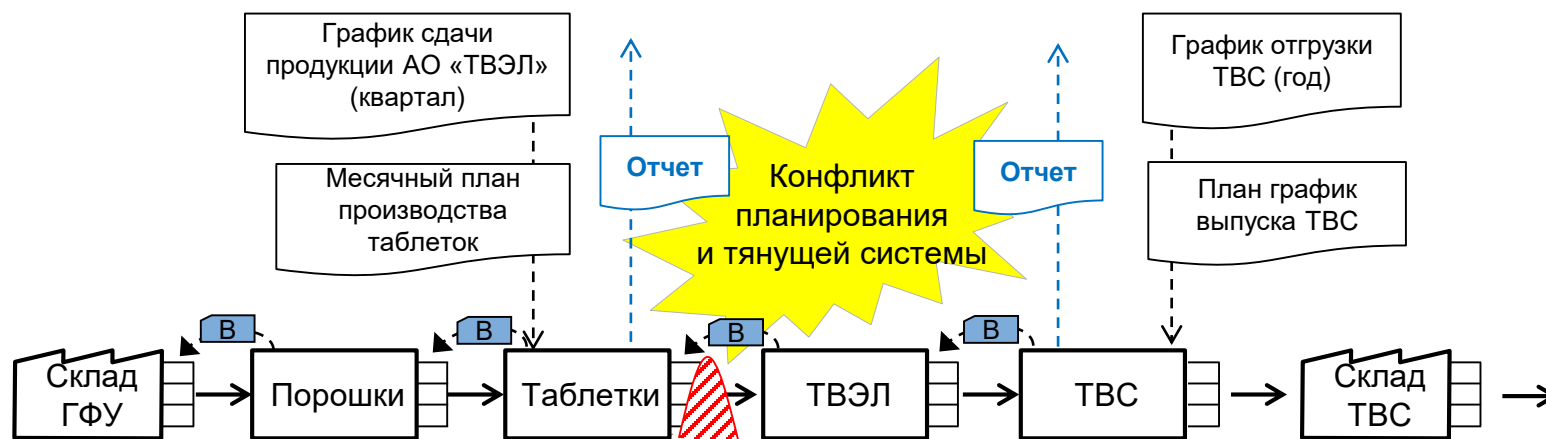 График сдачи
продукции АО «ТВЭЛ»
(квартал)
Месячный план
производства
таблеток
Отчет
Конфликт
планирования
и тянущей системы
Отчет
График отгрузки
ТВС (год)
План график
выпуска ТВС
В
В
В
В
Склад
ГФУ
Порошки
Таблетки
ТВЭЛ
ТВС
Склад
ТВС